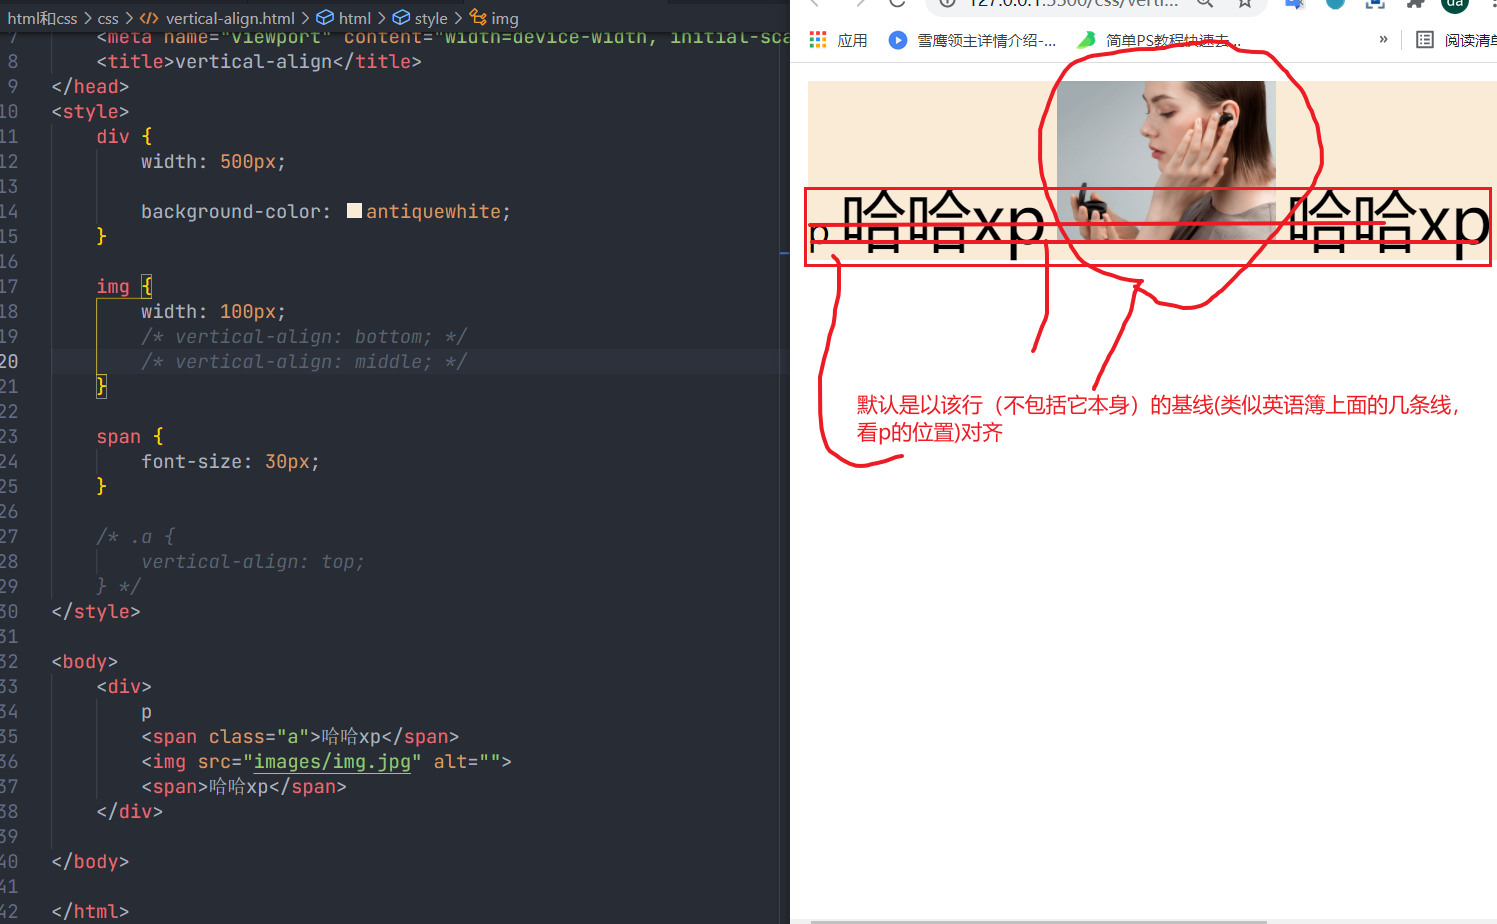 html和css > css > vertical-align.html > html > style > img
127.0.0.1:5500/css/verti...
da
7 <meta name="viewport" content="width=device-width, initial-sca
应用
雪鹰领主详情介绍-...
简单PS教程快速去...
»
阅读清单
8 <title>vertical-align</title>
9 </head>
10 <style>
11 div {
12 width: 500px;
13
14 background-color: antiquewhite;
15 }
16
17 img {
18 width: 100px;
19 /* vertical-align: bottom; */
20 /* vertical-align: middle; */
21 }
22
23 span {
24 font-size: 30px;
25 }
26
27 /* .a {
28 vertical-align: top;
29 } */
30 </style>
31
32 <body>
33 <div>
34 p
35 <span class="a">哈哈xp</span>
36 <img src="images/img.jpg" alt="">
37 <span>哈哈xp</span>
38 </div>
39
40 </body>
41
42 </html>
p 哈哈xp 哈哈xp
默认是以该行（不包括它本身）的基线(类似英语簿上面的几条线，
看p的位置)对齐